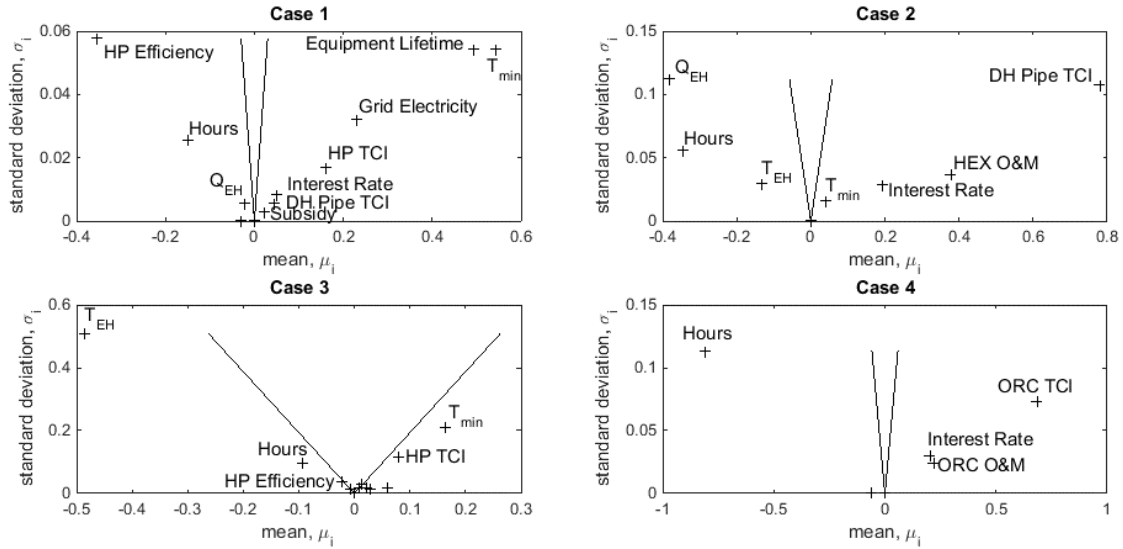 Case 1
0.06
0.04
0.02
0
standard deviation, σi
HP Efficiency
Equipment Lifetime
Tmin
Grid Electricity
Hours
HP TCI
QEH
Interest Rate
DH Pipe TCI
Subsidy
-0.4 -0.2 0 0.2 0.4 0.6
mean, μi
Case 2
0.15
0.1
0.05
0
standard deviation, σi
QEH
DH Pipe TCI
Hours
TEH
HEX O&M
Tmin
Interest Rate
-0.4 -0.2 0 0.2 0.4 0.6 0.8
mean, μi
Case 3
0.6
0.4
0.2
0
standard deviation, σi
TEH
Tmin
Hours
HP TCI
HP Efficiency
-0.5 -0.4 -0.3 -0.2 -0.1 0 0.1 0.2 0.3
mean, μi
Case 4
0.15
0.1
0.05
0
standard deviation, σi
Hours
ORC TCI
Interest Rate
ORC O&M
-1 -0.5 0 0.5 1
mean, μi